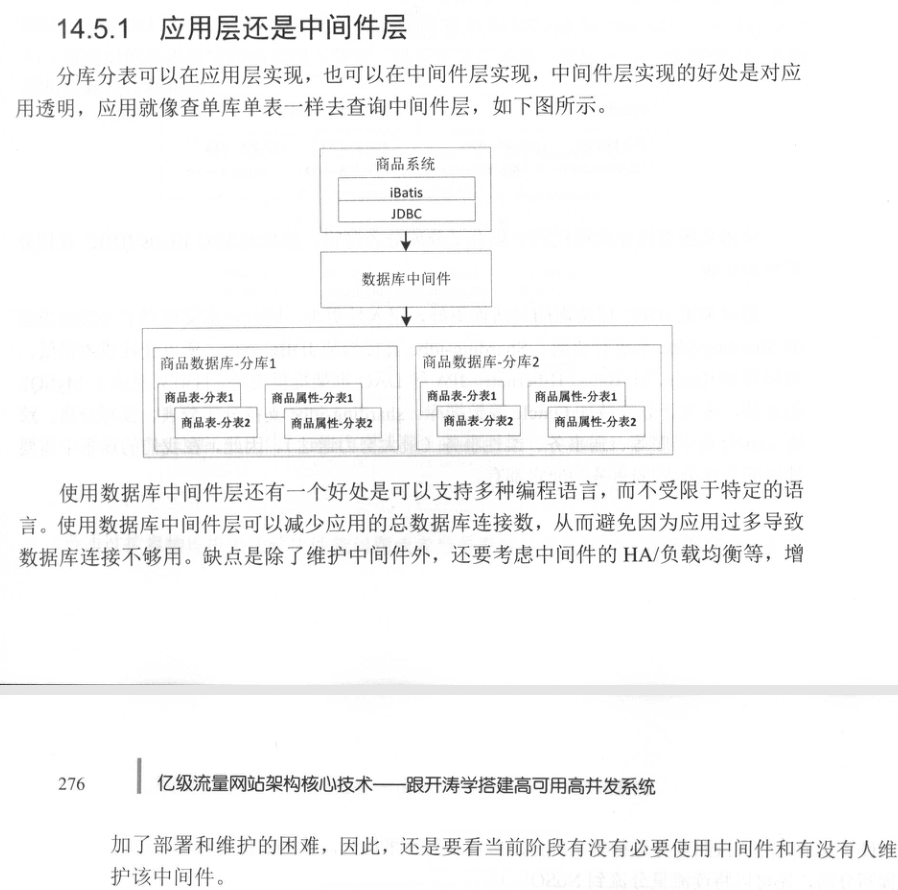 14.5.1 应用层还是中间件层
分库分表可以在应用层实现，也可以在中间件层实现，中间件层实现的好处是对应
用透明，应用就像查单库单表一样去查询中间件层，如下图所示。
商品系统
iBatis
JDBC
数据库中间件
商品数据库-分库1
商品表-分表1
商品属性-分表1
商品表-分表2
商品属性-分表2
商品数据库-分库2
商品表-分表1
商品属性-分表1
商品表-分表2
商品属性-分表2
使用数据库中间件层还有一个好处是可以支持多种编程语言，而不受限于特定的语
言。使用数据库中间件层可以减少应用的总数据库连接数，从而避免因为应用过多导致
数据库连接不够用。缺点是除了维护中间件外，还要考虑中间件的 HA/负载均衡等，增
276 亿级流量网站架构核心技术——跟开涛学搭建高可用高并发系统
加了部署和维护的困难，因此，还是要看当前阶段有没有必要使用中间件和有没有人维
护该中间件。